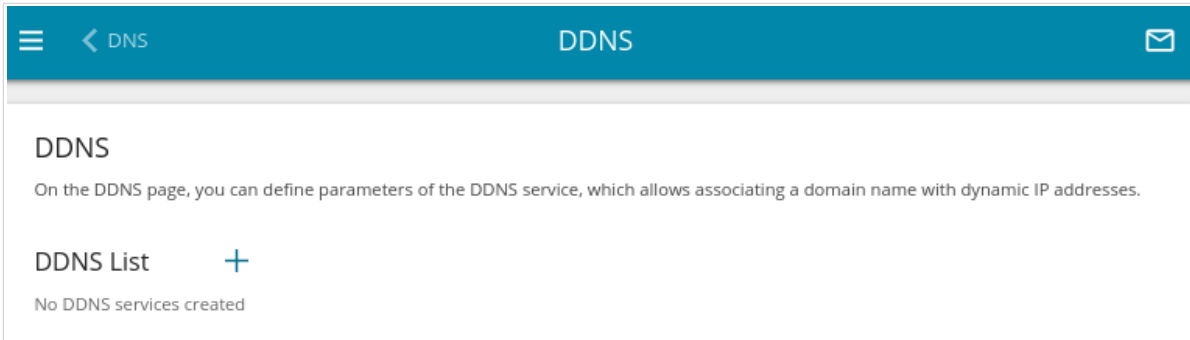 DNS
DDNS
DDNS
On the DDNS page, you can define parameters of the DDNS service, which allows associating a domain name with dynamic IP addresses.
DDNS List
No DDNS services created